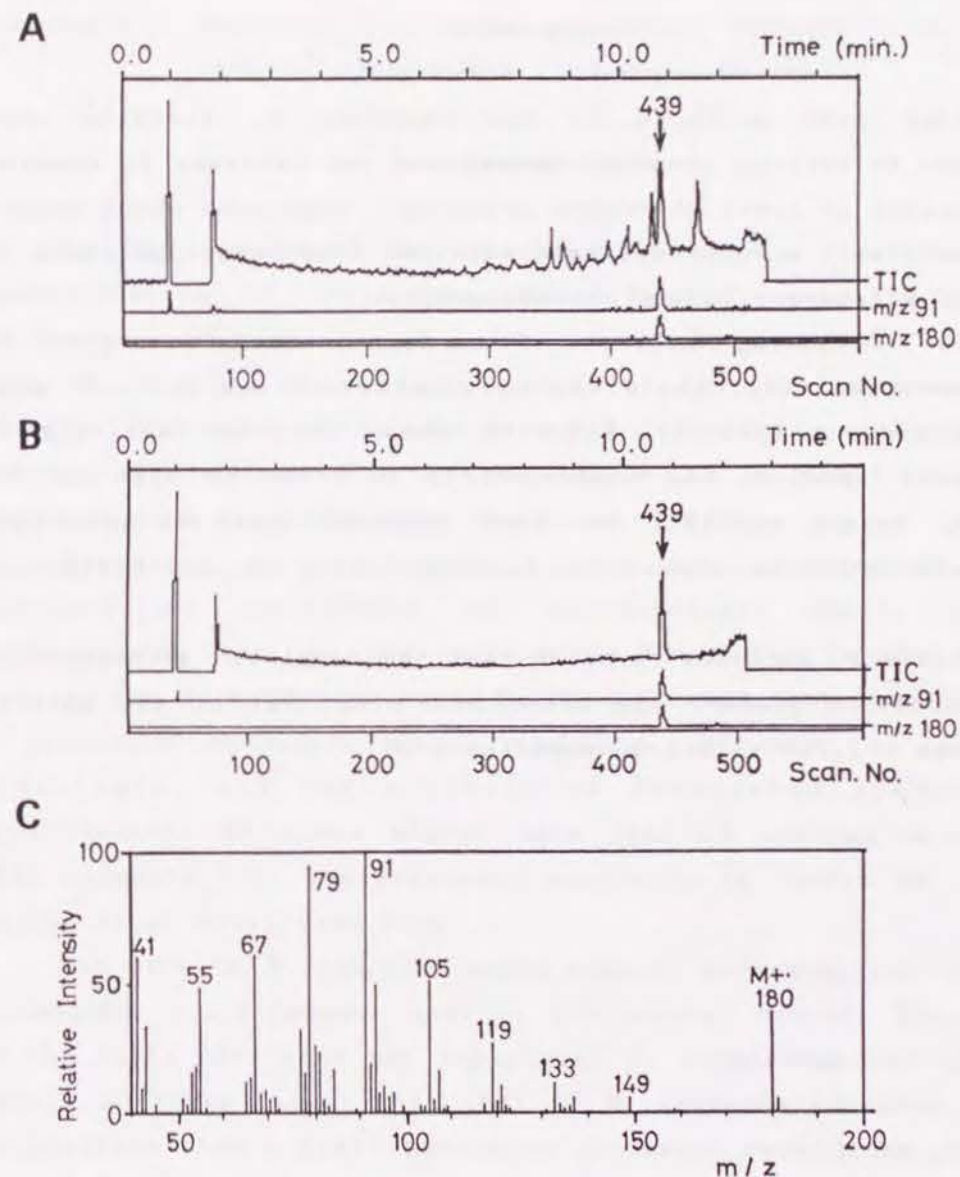 A
Time (min.)
0.0 5.0 10.0
439
TIC
m/z 91
m/z 180
100 200 300 400 500
Scan No.
B
Time (min)
0.0 5.0 10.0
439
TIC
m/z 91
m/z 180
100 200 300 400 500
Scan. No.
C
100
91
79
M+·
180
41
55
67
50
105
119
133
149
0
50 100 150 200
Relative Intensity
m / z